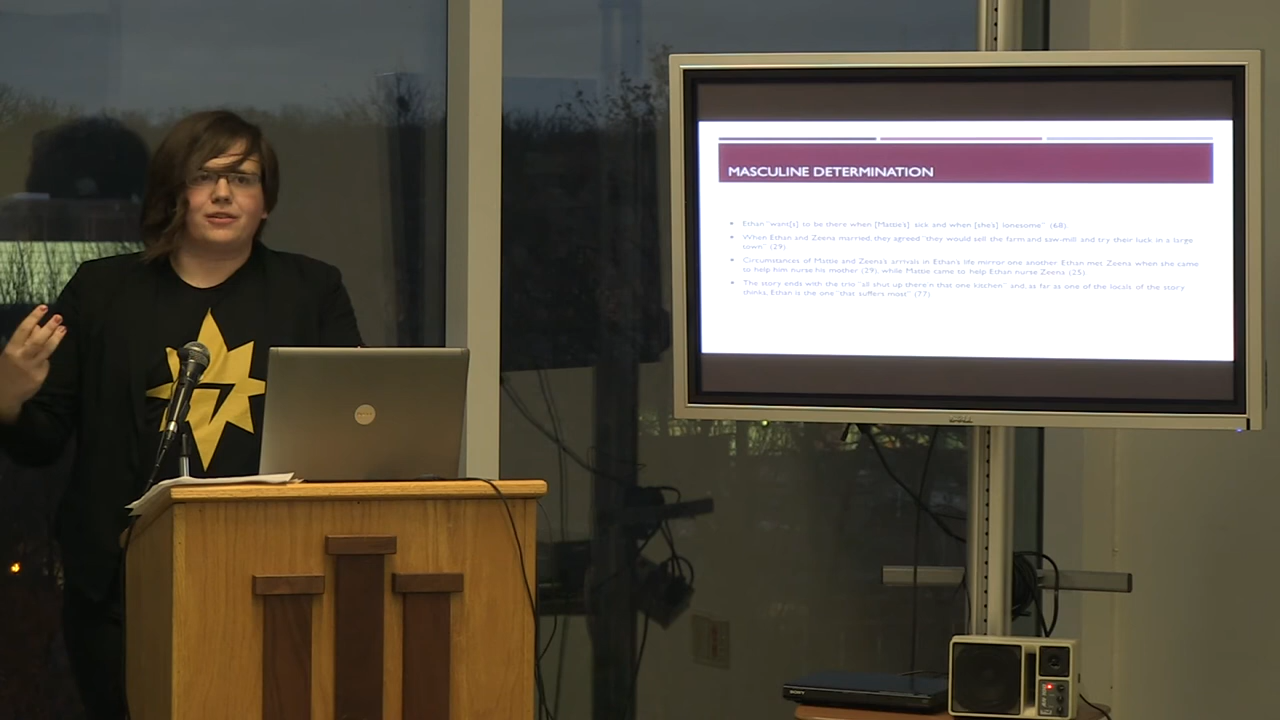 MASCULINE DETERMINATION
Ethan "want[s] to be there when [Mattie's] sick and when [she's] lonesome" (68).
When Ethan and Zeena married, they agreed "they would sell the farm and saw-mill and try their luck in a large
town" (29)
Circumstances of Mattie and Zeena's arrivals in Ethan's life mirror one another. Ethan met Zeena when she came
to help him nurse his mother (29), while Mattie came to help Ethan nurse Zeena (25).
The story ends with the trio "all shut up there'n that one kitchen" and, as far as one of the locals of the story
thinks, Ethan is the one "that suffers most" (77)
DELL
SONY